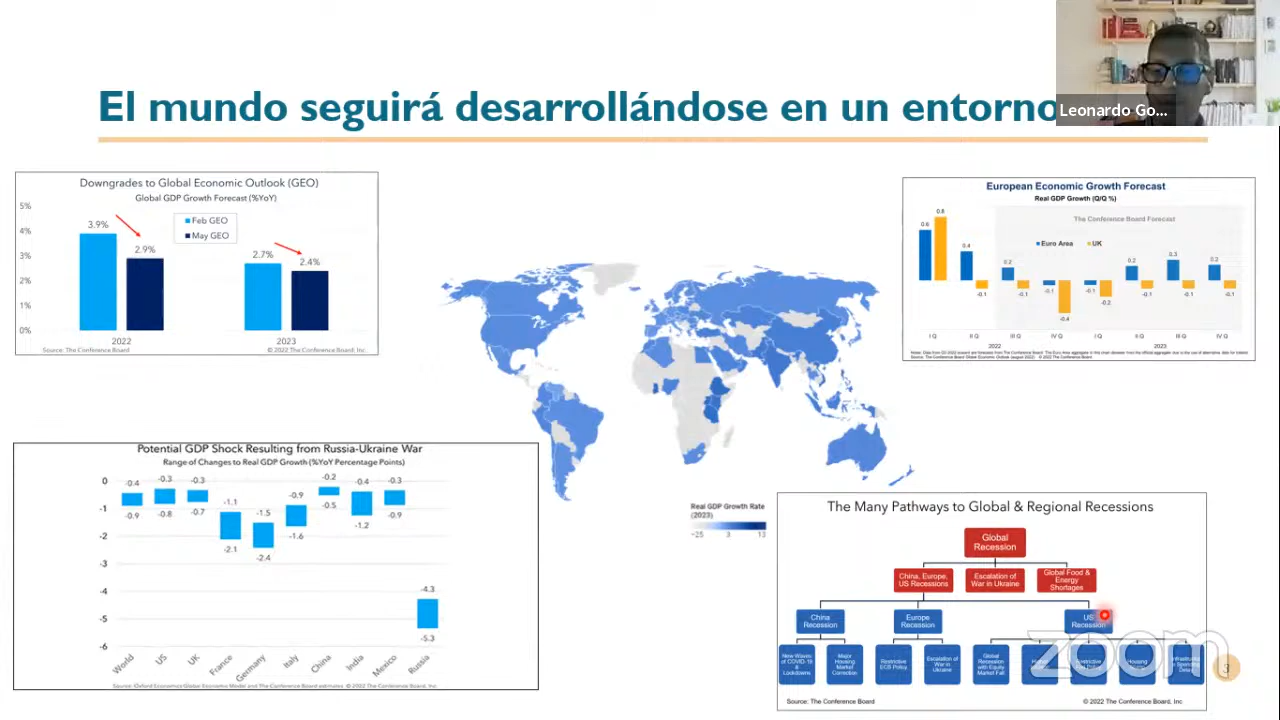 El mundo seguirá desarrollándose en un entorno
Leonardo Go...
Downgrades to Global Economic Outlook (GEO)
Global GDP Growth Forecast (%YoY)
5%
4%
3%
2%
1%
0%
Feb GEO
May GEO
3.9%
2.9%
2.7%
2.4%
2022
2023
Source: The Conference Board
© 2022 The Conference Board, Inc
European Economic Growth Forecast
Real GDP Growth (Q/Q %)
The Conference Board Forecast
Euro Area
UK
0.6
0.8
0.4
-0.1
0.2
-0.1
-0.1
-0.4
-0.1
-0.2
0.2
-0.1
0.3
-0.1
0.2
-0.1
I Q
II Q
III Q
IV Q
I Q
II Q
III Q
IV Q
2022
2023
Potential GDP Shock Resulting from Russia-Ukraine War
Range of Changes to Real GDP Growth (%YoY Percentage Points)
0
-1
-2
-3
-4
-5
-6
-0.4
-0.9
-0.3
-0.8
-0.3
-0.7
-1.1
-2.1
-1.5
-2.4
-0.9
-1.6
-0.2
-0.5
-0.4
-1.2
-0.3
-0.9
-4.3
-5.3
World
US
UK
France
Germany
Italy
China
India
Mexico
Russia
Source: Oxford Economics Global Economic Model and The Conference Board estimates © 2022 The Conference Board, Inc.
Real GDP Growth Rate
(2023)
-25
3
13
The Many Pathways to Global & Regional Recessions
Global
Recession
China, Europe,
US Recessions
Escalation of
War in Ukraine
Global Food &
Energy
Shortages
China
Recession
Europe
Recession
US
Recession
New Waves
of COVID-19
&
Lockdowns
Major
Housing
Market
Correction
Restrictive
ECB Policy
Escalation of
War in
Ukraine
Global
Recession
with Equity
Market Fall
Source: The Conference Board
© 2022 The Conference Board, Inc
zoom
3